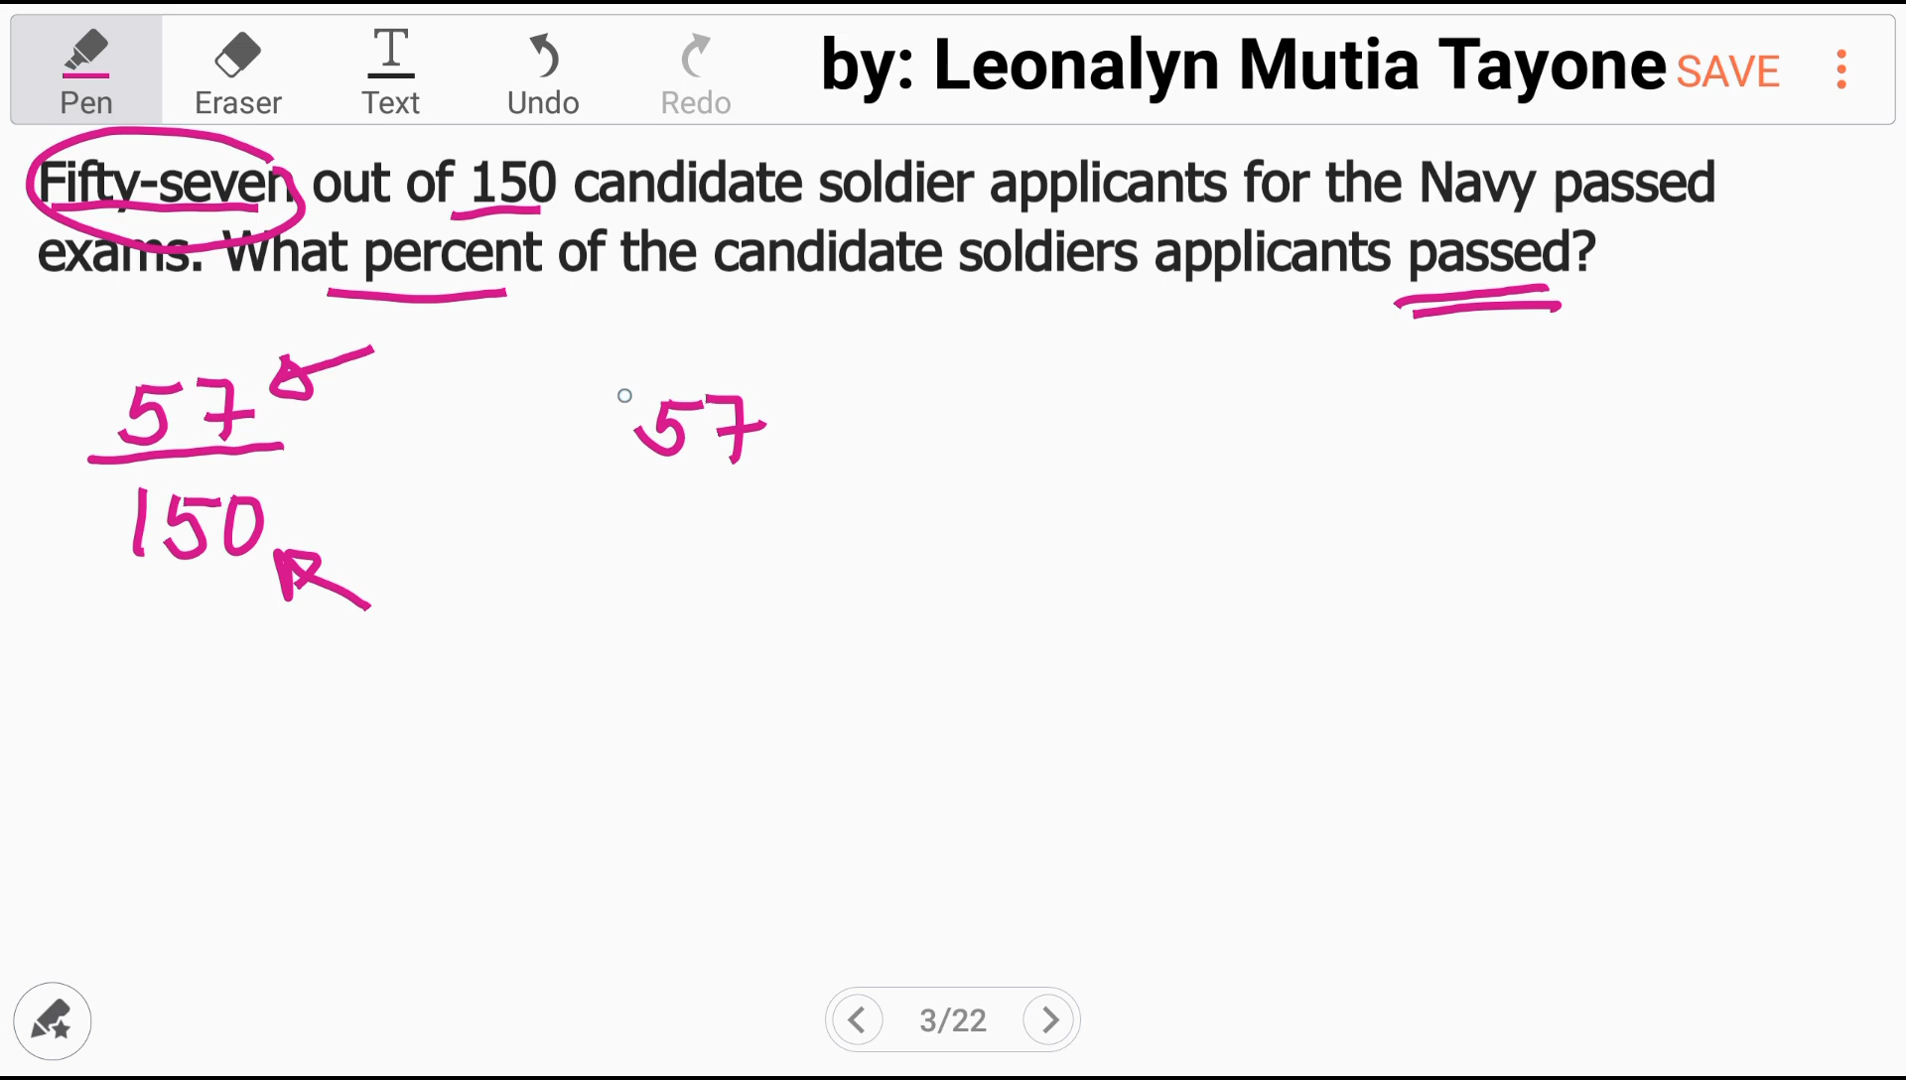 Pen
Eraser
Text
Undo
Redo
by: Leonalyn Mutia Tayone
SAVE
Fifty-seven out of 150 candidate soldier applicants for the Navy passed
exams. What percent of the candidate soldiers applicants passed?
57
150
57
3/22